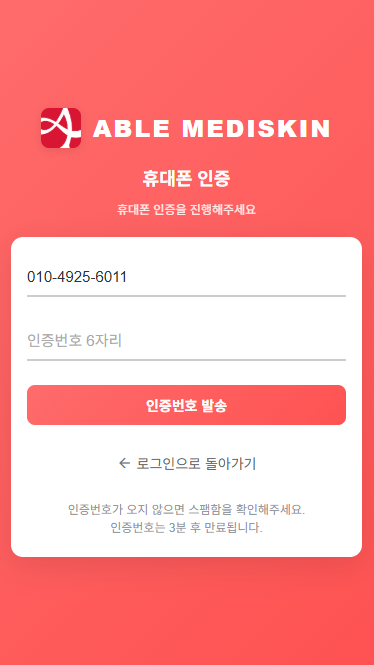 ABLE MEDISKIN
휴대폰 인증
휴대폰 인증을 진행해주세요
010-4925-6011
인증번호 6자리
인증번호 발송
← 로그인으로 돌아가기
인증번호가 오지 않으면 스팸함을 확인해주세요.
인증번호는 3분 후 만료됩니다.